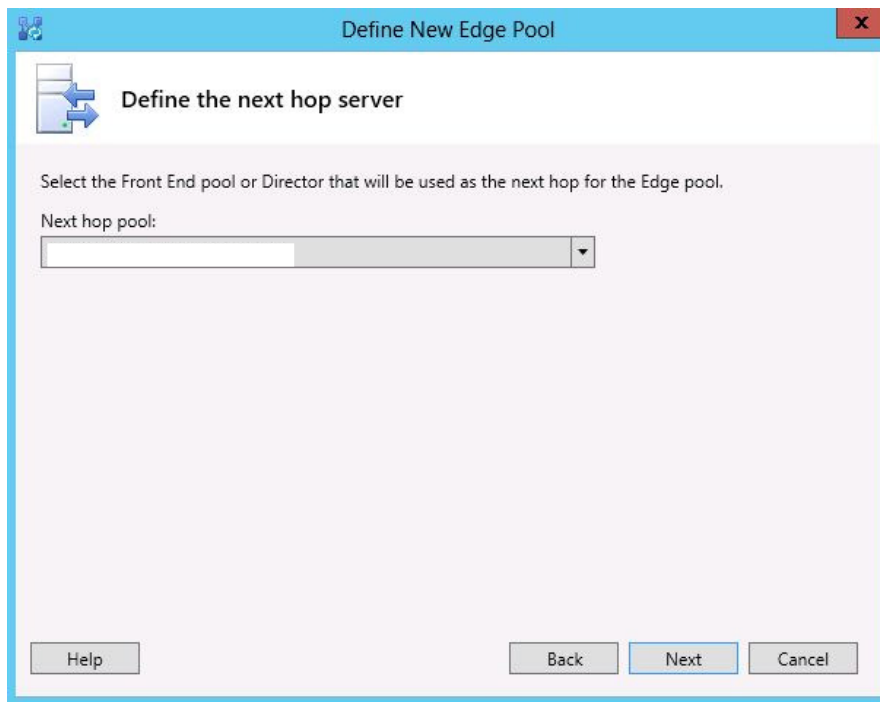 Define New Edge Pool
x
Define the next hop server
Select the Front End pool or Director that will be used as the next hop for the Edge pool.
Next hop pool:
Help Back Next Cancel